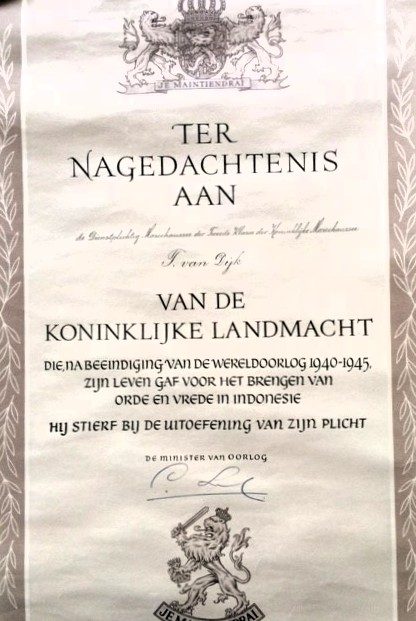 JE MAINTIENDRAI
TER
NAGEDACHTENIS
AAN
de Dienstplichtig Marechaussee der Tweede Klasse der Koninklijke Marechaussee
T. van Dijk
VAN DE
KONINKLIJKE LANDMACHT
DIE, NA BEEINDIGING VAN DE WERELDOORLOG 1940-1945,
ZIJN LEVEN GAF VOOR HET BRENGEN VAN
ORDE EN VREDE IN INDONESIE
HIJ STIERF BIJ DE UITOEFENING VAN ZIJN PLICHT
DE MINISTER VAN OORLOG
JE MAINTIENDRAI